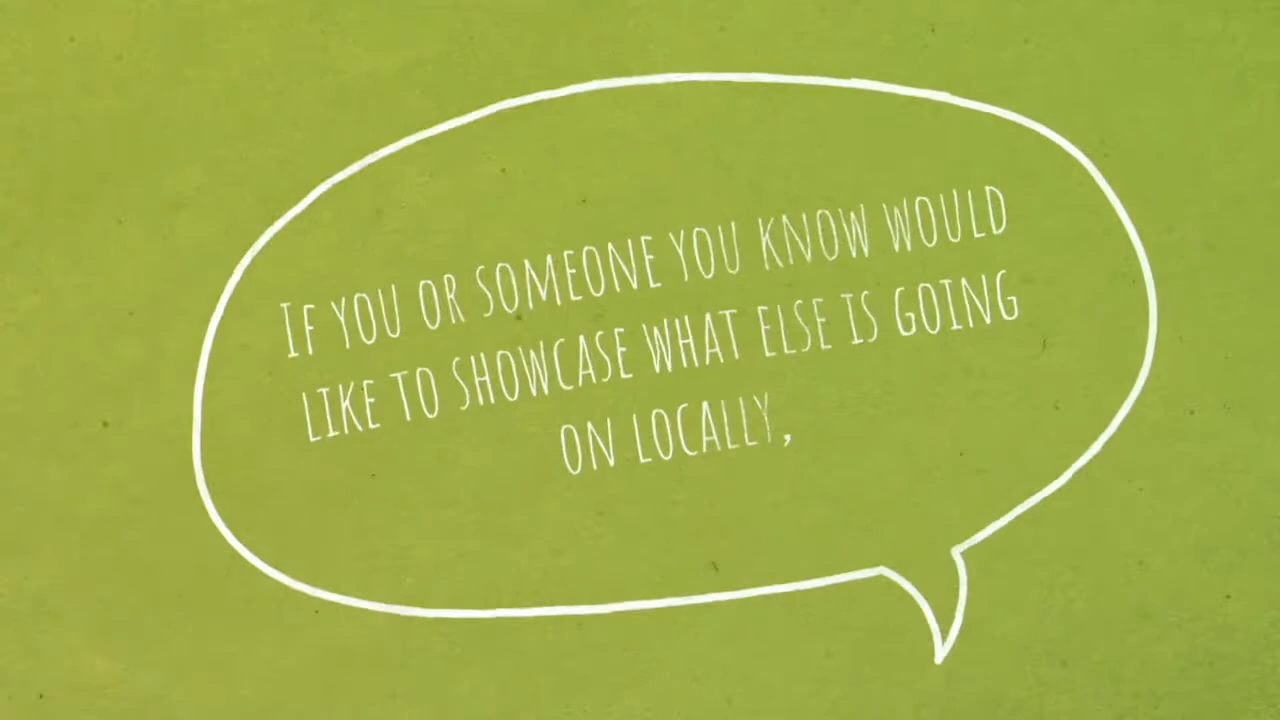 If you or someone you know would
like to showcase what else is going
on locally,